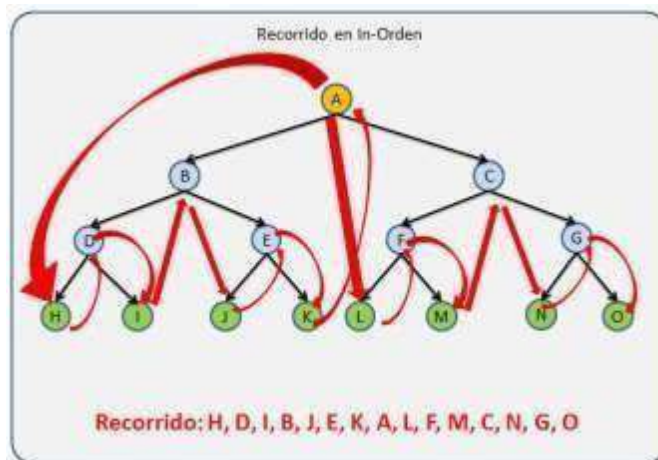 Recorrido en In-Orden
A
B
C
D
E
F
G
H
I
J
K
L
M
N
O
Recorrido: H, D, I, B, J, E, K, A, L, F, M, C, N, G, O